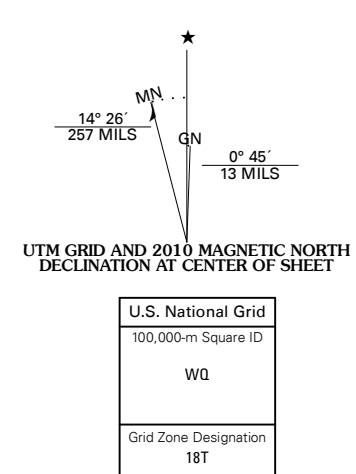 ★
MN
14° 26´
257 MILS
GN
0° 45´
13 MILS
UTM GRID AND 2010 MAGNETIC NORTH
DECLINATION AT CENTER OF SHEET
U.S. National Grid
100,000-m Square ID
WQ
Grid Zone Designation
18T